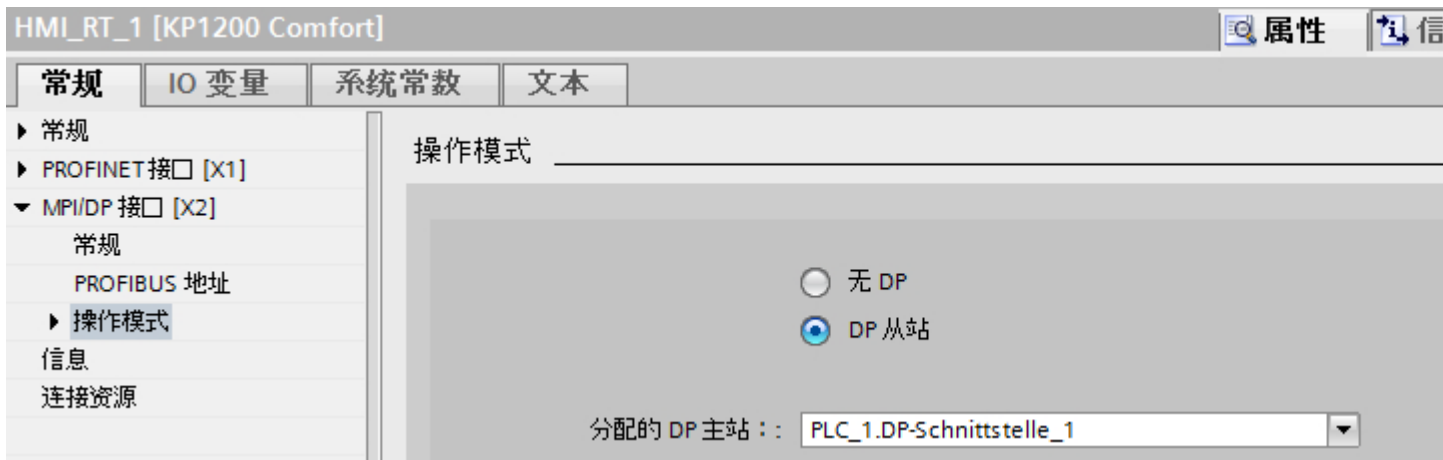 HMI_RT_1 [KP1200 Comfort]
属性
信
常规
IO 变量
系统常数
文本
常规
PROFINET接口 [X1]
MPI/DP 接口 [X2]
常规
PROFIBUS 地址
操作模式
信息
连接资源
操作模式
无 DP
DP 从站
分配的 DP 主站：: PLC_1.DP-Schnittstelle_1